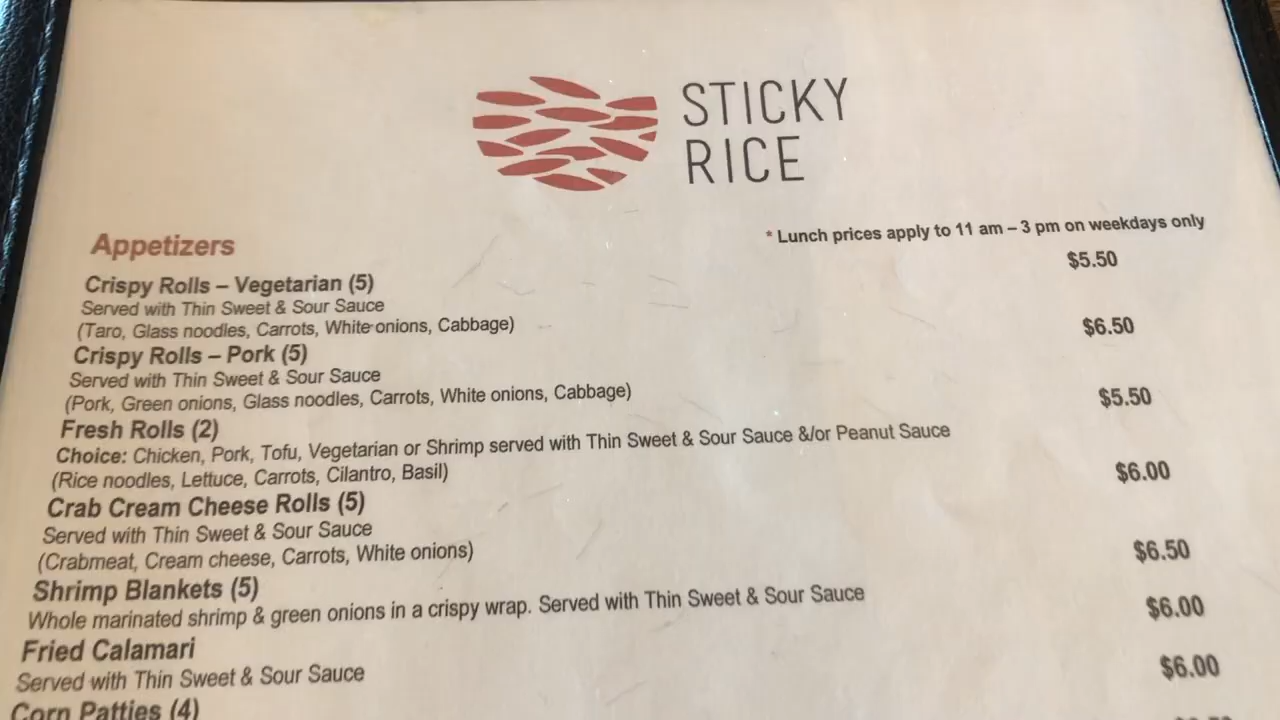 STICKY
RICE
* Lunch prices apply to 11 am – 3 pm on weekdays only
Appetizers
Crispy Rolls – Vegetarian (5) $5.50
Served with Thin Sweet & Sour Sauce
(Taro, Glass noodles, Carrots, White onions, Cabbage)
Crispy Rolls – Pork (5) $6.50
Served with Thin Sweet & Sour Sauce
(Pork, Green onions, Glass noodles, Carrots, White onions, Cabbage)
Fresh Rolls (2) $5.50
Choice: Chicken, Pork, Tofu, Vegetarian or Shrimp served with Thin Sweet & Sour Sauce &/or Peanut Sauce
(Rice noodles, Lettuce, Carrots, Cilantro, Basil)
Crab Cream Cheese Rolls (5) $6.00
Served with Thin Sweet & Sour Sauce
(Crabmeat, Cream cheese, Carrots, White onions)
Shrimp Blankets (5) $6.50
Whole marinated shrimp & green onions in a crispy wrap. Served with Thin Sweet & Sour Sauce
Fried Calamari $6.00
Served with Thin Sweet & Sour Sauce
Corn Patties (4) $6.00